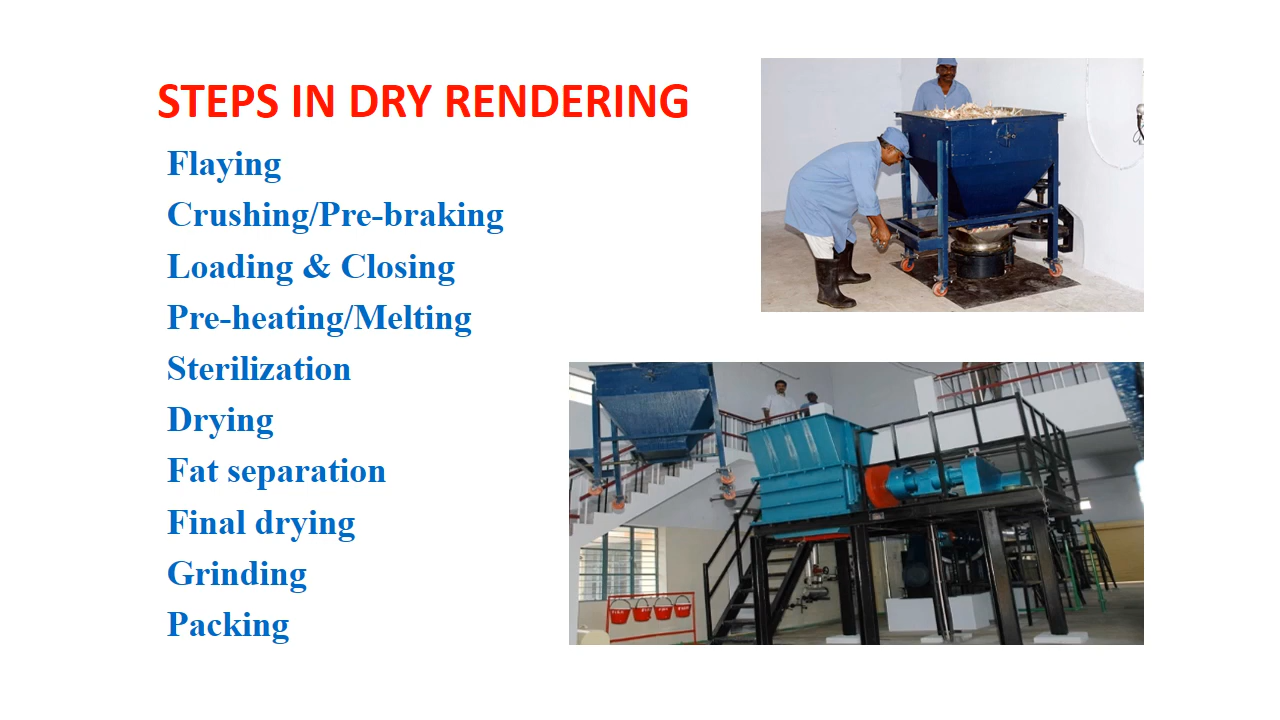 STEPS IN DRY RENDERING
Flaying
Crushing/Pre-braking
Loading & Closing
Pre-heating/Melting
Sterilization
Drying
Fat separation
Final drying
Grinding
Packing